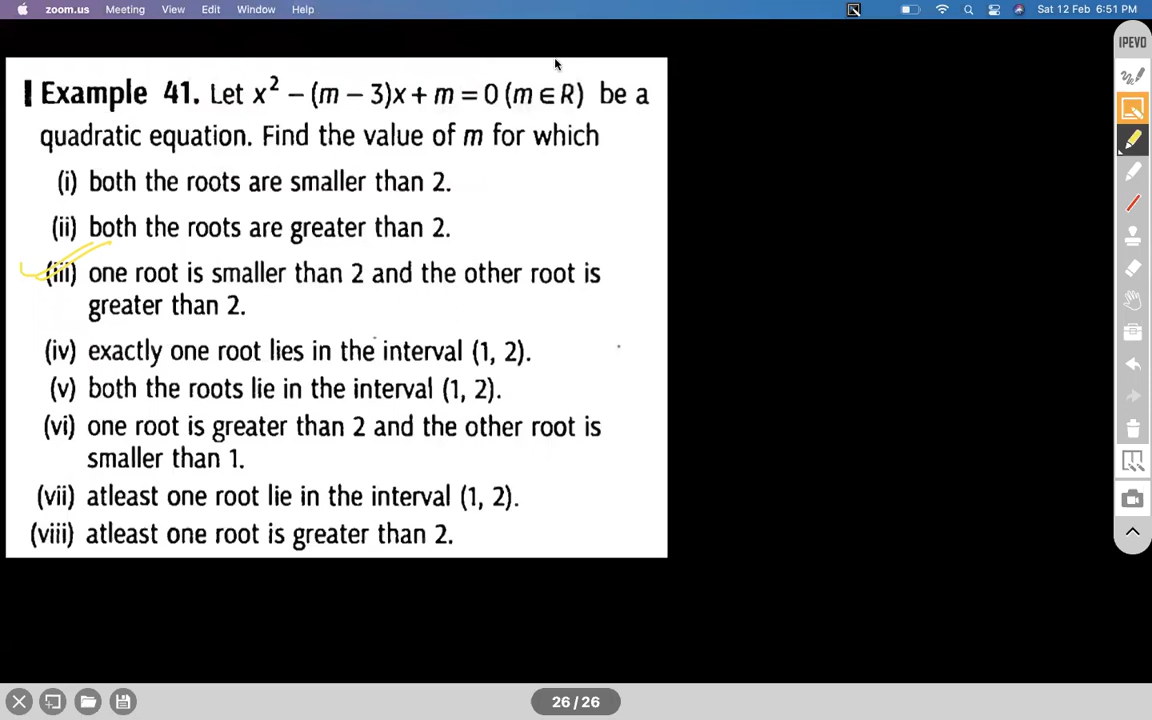 zoom.us Meeting View Edit Window Help Sat 12 Feb 6:51 PM
IPEVO
Example 41. Let x² – (m – 3)x + m = 0 (m ∈ R) be a
quadratic equation. Find the value of m for which
(i) both the roots are smaller than 2.
(ii) both the roots are greater than 2.
(iii) one root is smaller than 2 and the other root is
greater than 2.
(iv) exactly one root lies in the interval (1, 2).
(v) both the roots lie in the interval (1, 2).
(vi) one root is greater than 2 and the other root is
smaller than 1.
(vii) atleast one root lie in the interval (1, 2).
(viii) atleast one root is greater than 2.
26 / 26